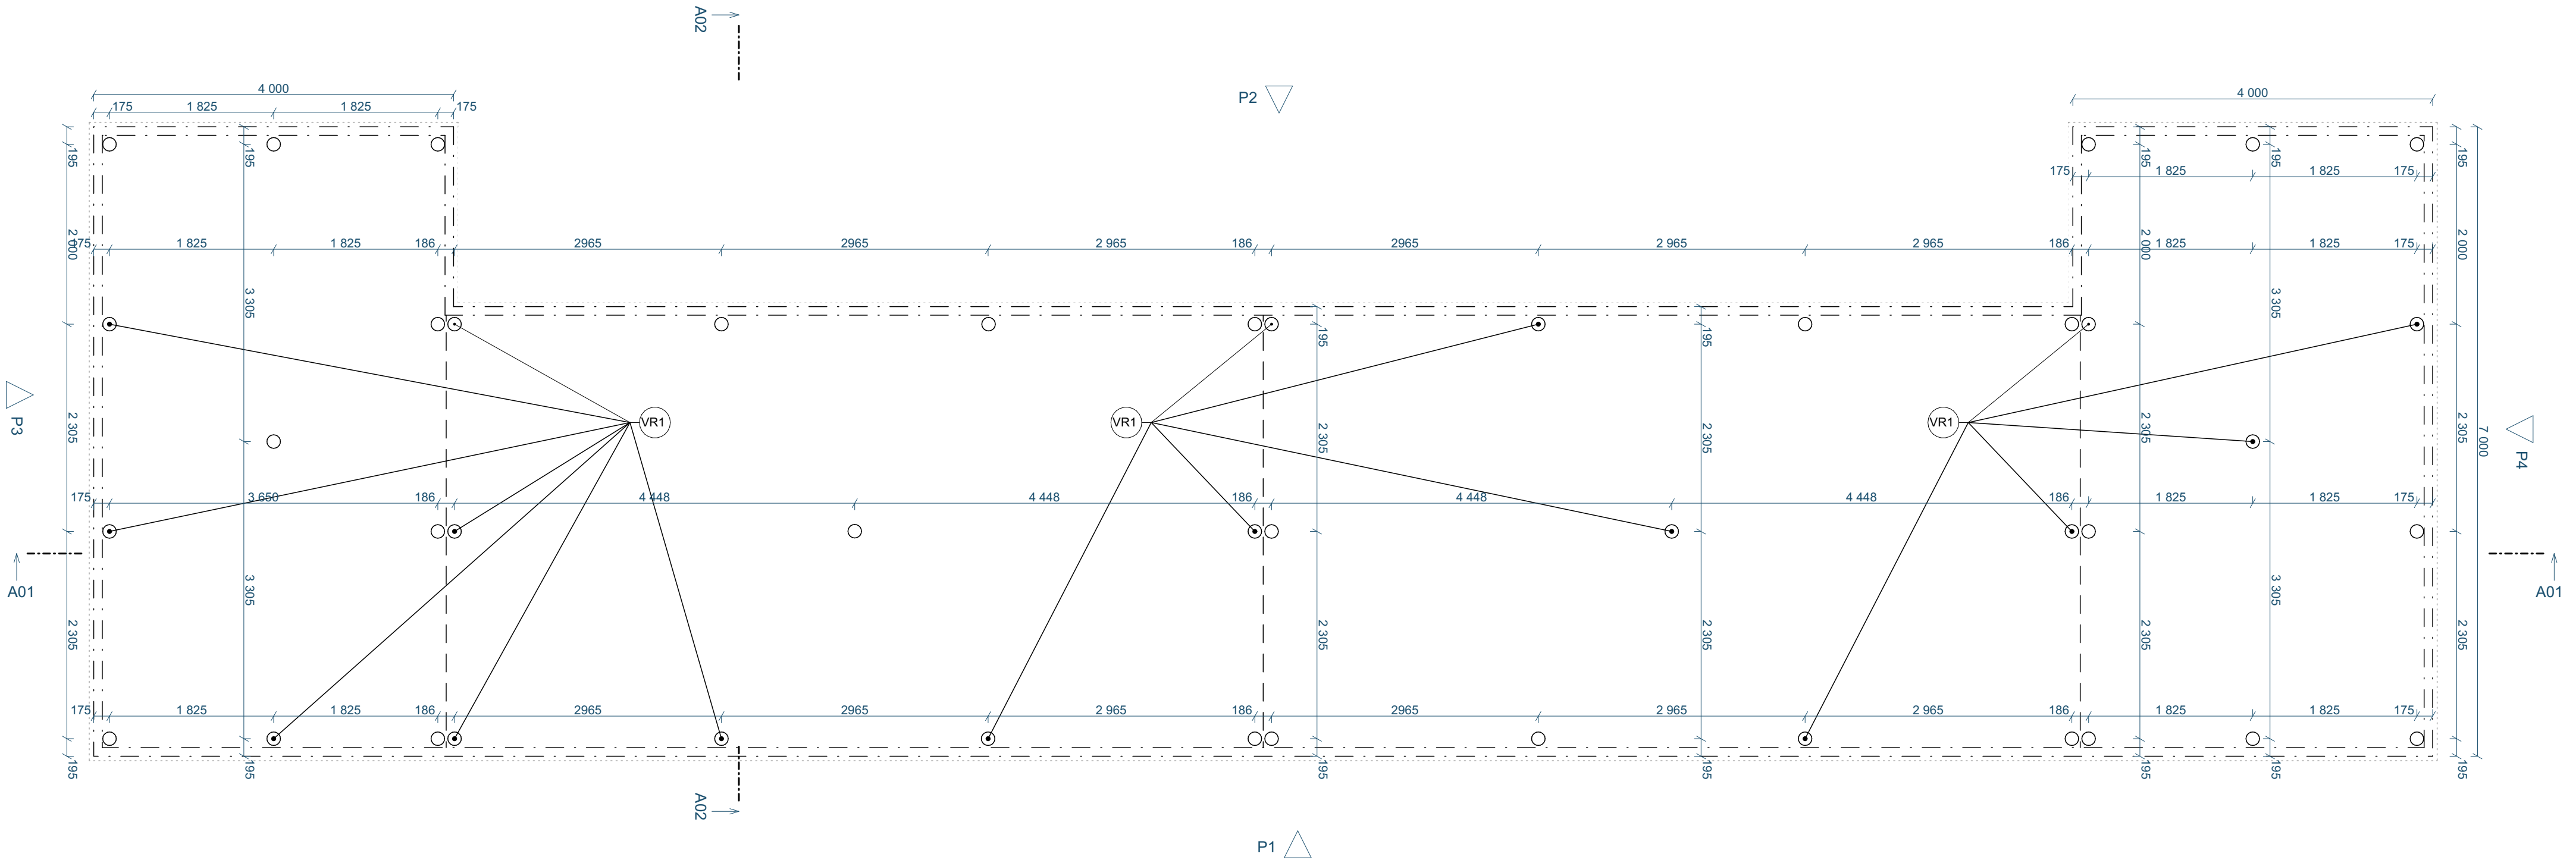 A02
P2
4 000
4 000
175 1 825 1 825 175
195 195 195 195 195
175 1 825 1 825 175
2 000 2 000 2 000
175 1 825 1 825 186 2965 2965 2 965 186 2965 2 965 2 965 186 1 825 1 825 175
3 305 3 305
195 195
P3
VR1 VR1 VR1
2 305 2 305 2 305 2 305 2 305
7 000
P4
175 3 650 186 4 448 4 448 186 4 448 4 448 186 1 825 1 825 175
A01 A01
3 305 3 305
2 305 2 305 2 305 2 305 2 305
175 1 825 1 825 186 2965 2965 2 965 186 2965 2 965 2 965 186 1 825 1 825 175
195 195 195 195 195 195 195
A02
P1